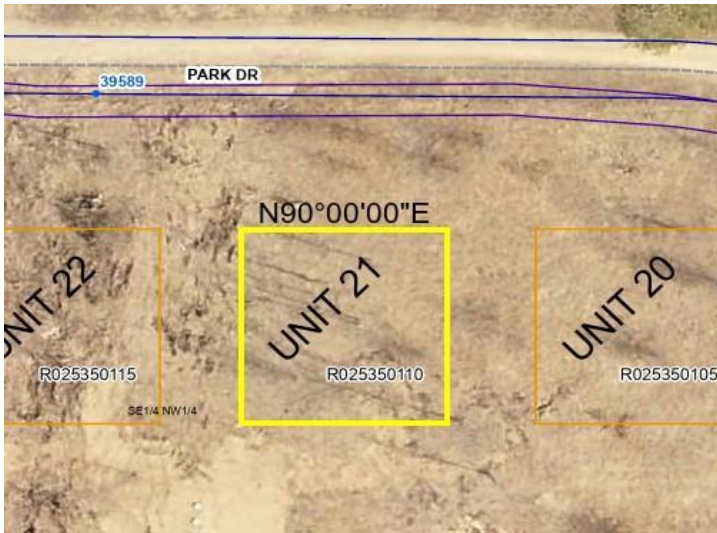 PARK DR
39589
N90°00'00"E
UNIT 22
UNIT 21
UNIT 20
R025350115
R025350110
R025350105
SE1/4 NW1/4